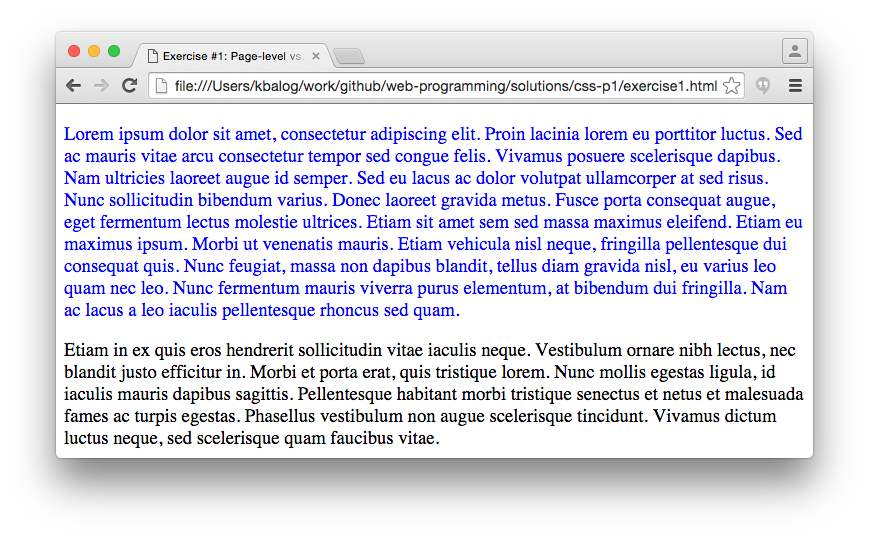 Exercise #1: Page-level vs.
file:///Users/kbalog/work/github/web-programming/solutions/css-p1/exercise1.html
Lorem ipsum dolor sit amet, consectetur adipiscing elit. Proin lacinia lorem eu porttitor luctus. Sed
ac mauris vitae arcu consectetur tempor sed congue felis. Vivamus posuere scelerisque dapibus.
Nam ultricies laoreet augue id semper. Sed eu lacus ac dolor volutpat ullamcorper at sed risus.
Nunc sollicitudin bibendum varius. Donec laoreet gravida metus. Fusce porta consequat augue,
eget fermentum lectus molestie ultrices. Etiam sit amet sem sed massa maximus eleifend. Etiam eu
maximus ipsum. Morbi ut venenatis mauris. Etiam vehicula nisl neque, fringilla pellentesque dui
consequat quis. Nunc feugiat, massa non dapibus blandit, tellus diam gravida nisl, eu varius leo
quam nec leo. Nunc fermentum mauris viverra purus elementum, at bibendum dui fringilla. Nam
ac lacus a leo iaculis pellentesque rhoncus sed quam.
Etiam in ex quis eros hendrerit sollicitudin vitae iaculis neque. Vestibulum ornare nibh lectus, nec
blandit justo efficitur in. Morbi et porta erat, quis tristique lorem. Nunc mollis egestas ligula, id
iaculis mauris dapibus sagittis. Pellentesque habitant morbi tristique senectus et netus et malesuada
fames ac turpis egestas. Phasellus vestibulum non augue scelerisque tincidunt. Vivamus dictum
luctus neque, sed scelerisque quam faucibus vitae.